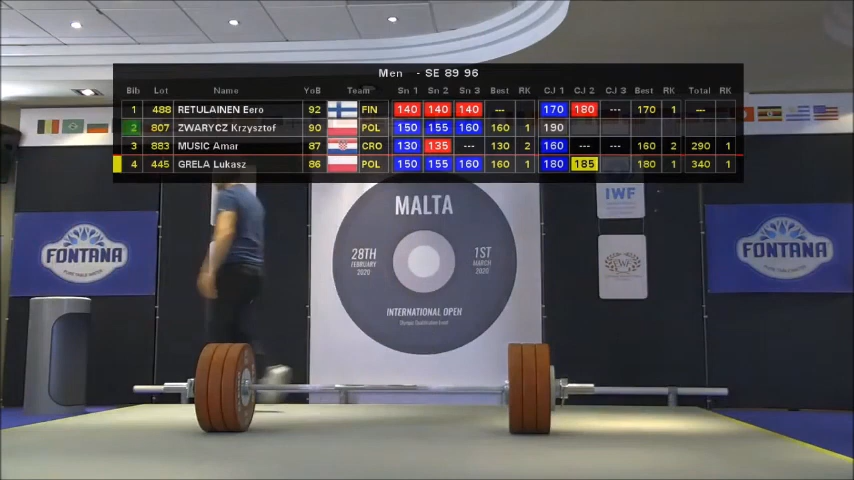 Men - SE 89 96
Bib Lot Name YoB Team Sn 1 Sn 2 Sn 3 Best RK CJ 1 CJ 2 CJ 3 Best RK Total RK
1 488 RETULAINEN Eero 92 FIN 140 140 140 --- 170 180 --- 170 1 ---
2 807 ZWARYCZ Krzysztof 90 POL 150 155 160 160 1 190
3 883 MUSIC Amar 87 CRO 130 135 --- 130 2 160 --- --- 160 2 290 1
4 445 GRELA Lukasz 86 POL 150 155 160 160 1 180 185 180 1 340 1
MALTA
28TH
FEBRUARY
2020
1ST
MARCH
2020
INTERNATIONAL OPEN
IWF
FONTANA
FONTANA